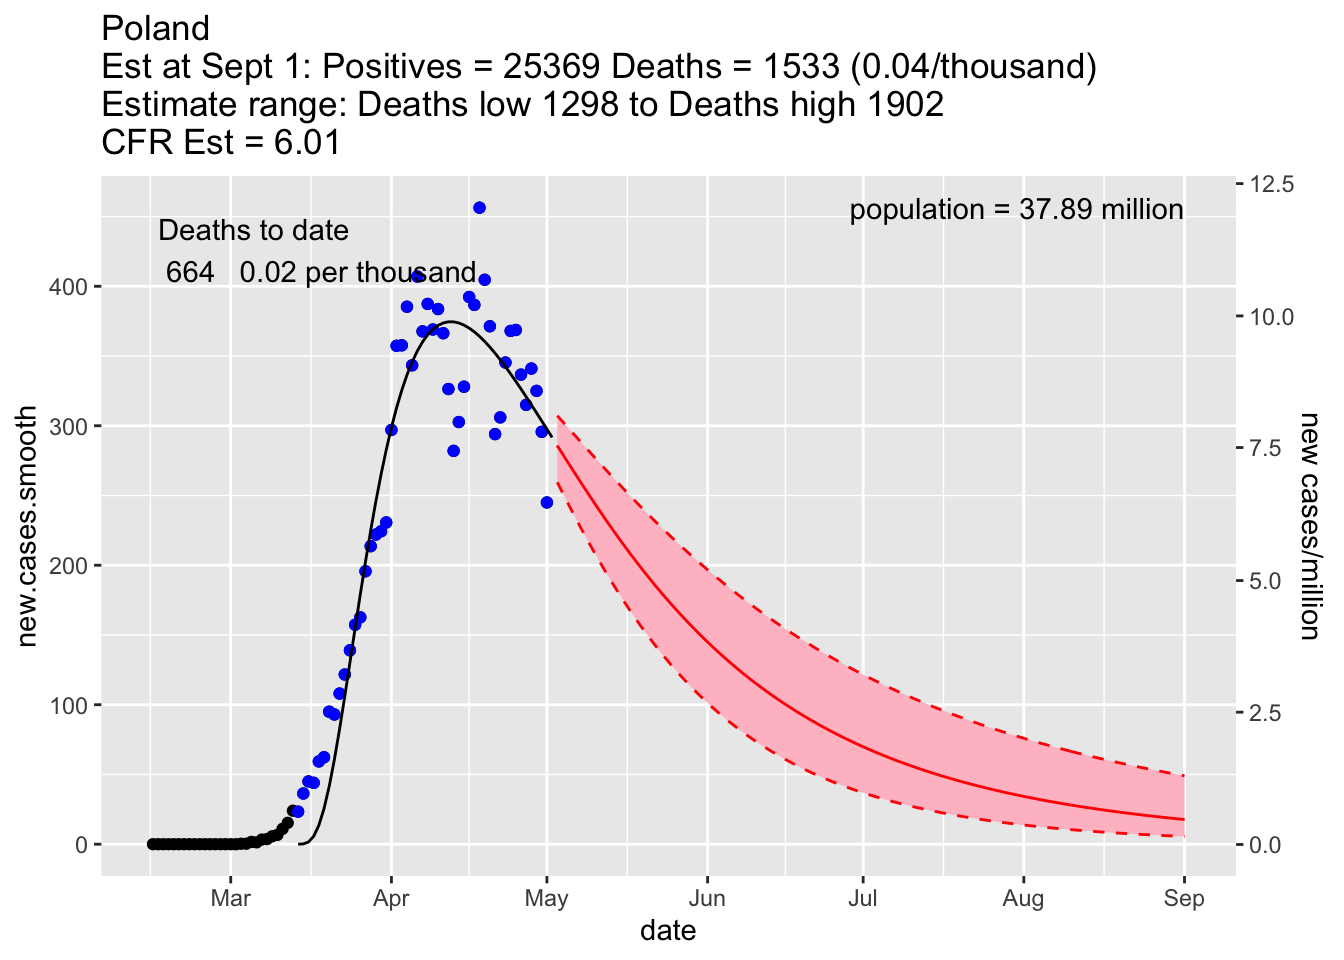 Poland
Est at Sept 1: Positives = 25369 Deaths = 1533 (0.04/thousand)
Estimate range: Deaths low 1298 to Deaths high 1902
CFR Est = 6.01
Deaths to date
664 0.02 per thousand
population = 37.89 million
new.cases.smooth
400
300
200
100
0
12.5
10.0
7.5
5.0
2.5
0.0
new cases/million
Mar Apr May Jun Jul Aug Sep
date